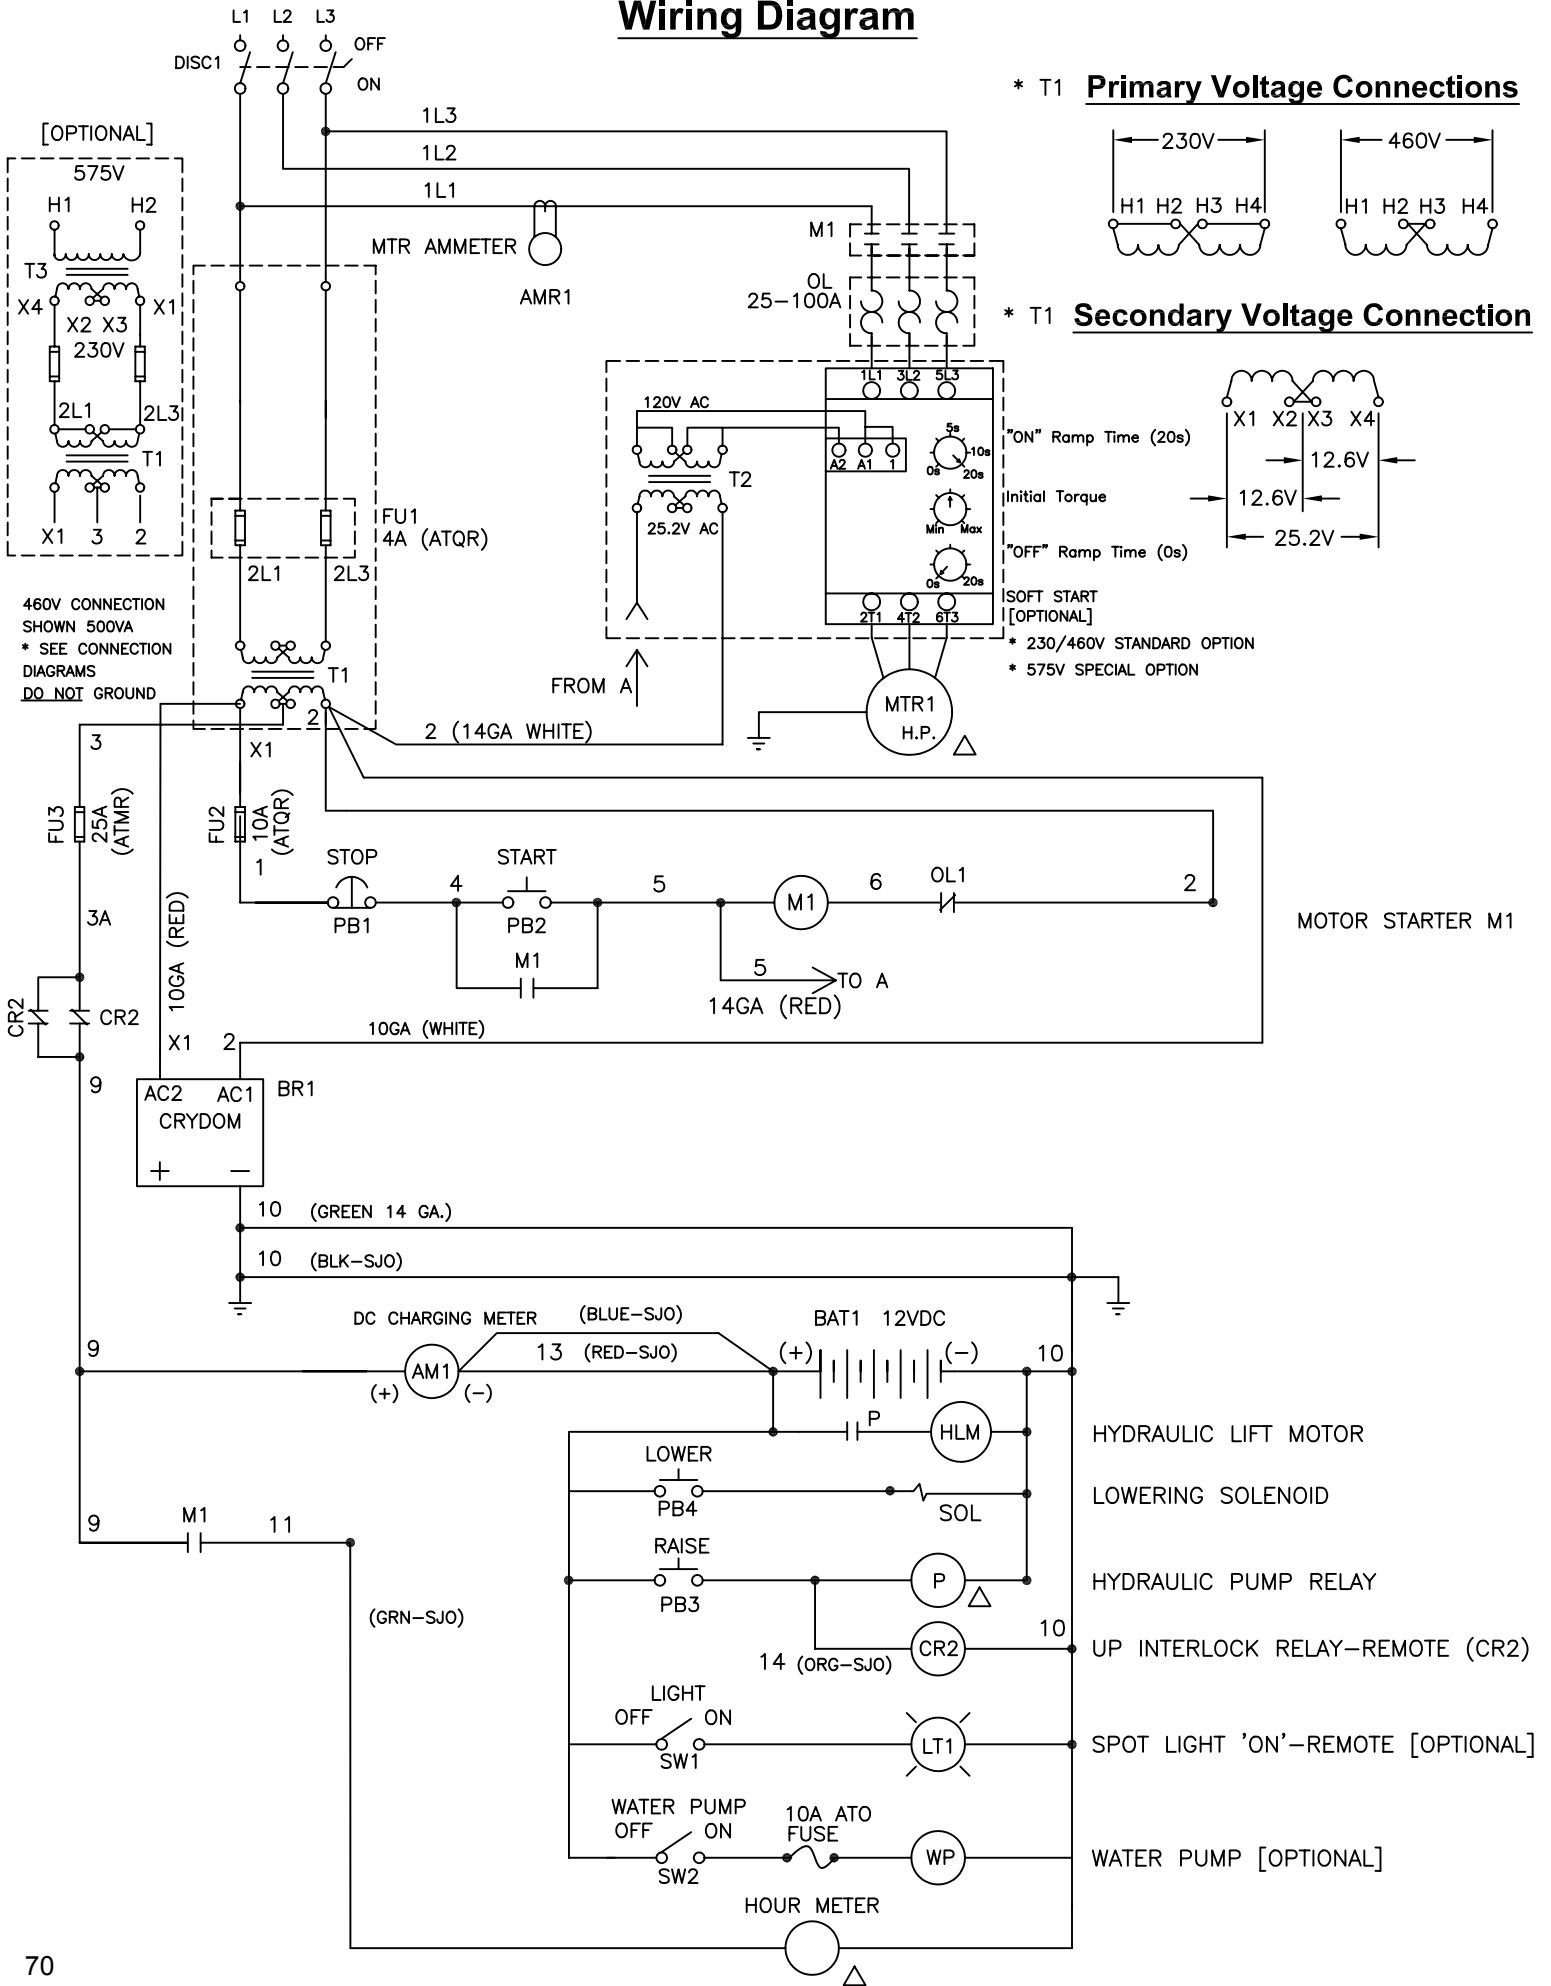 Wiring Diagram
L1 L2 L3
OFF
DISC1
ON
* T1 Primary Voltage Connections
230V
460V
H1 H2 H3 H4
H1 H2 H3 H4
[OPTIONAL]
575V
H1 H2
T3
X4 X1
X2 X3
230V
2L1 2L3
T1
X1 3 2
1L3
1L2
1L1
MTR AMMETER
AMR1
M1
OL
25-100A
* T1 Secondary Voltage Connection
X1 X2 X3 X4
12.6V
12.6V
25.2V
1L1 3L2 5L3
120V AC
A2 A1 1
T2
25.2V AC
5s
10s
0s 20s
"ON" Ramp Time (20s)
Initial Torque
Min Max
"OFF" Ramp Time (0s)
0s 20s
SOFT START
[OPTIONAL]
2T1 4T2 6T3
* 230/460V STANDARD OPTION
* 575V SPECIAL OPTION
FU1
4A (ATQR)
2L1 2L3
460V CONNECTION
SHOWN 500VA
* SEE CONNECTION
DIAGRAMS
DO NOT GROUND
T1
FROM A
MTR1
H.P.
2
2 (14GA WHITE)
3
X1
FU3
25A
(ATMR)
FU2
10A
(ATQR)
1
STOP
PB1
4
START
PB2
M1
5
M1
6
OL1
2
MOTOR STARTER M1
5
TO A
14GA (RED)
3A
10GA (RED)
CR2
CR2
X1 2
10GA (WHITE)
9
AC2 AC1
BR1
CRYDOM
+ −
10 (GREEN 14 GA.)
10 (BLK-SJO)
DC CHARGING METER
(BLUE-SJO)
BAT1 12VDC
9
AM1
(+) (-)
13 (RED-SJO)
(+) (-)
10
P
HLM
HYDRAULIC LIFT MOTOR
LOWER
PB4
SOL
LOWERING SOLENOID
9
M1
11
RAISE
PB3
P
HYDRAULIC PUMP RELAY
(GRN-SJO)
14 (ORG-SJO)
CR2
10
UP INTERLOCK RELAY-REMOTE (CR2)
LIGHT
OFF ON
SW1
LT1
SPOT LIGHT 'ON'-REMOTE [OPTIONAL]
WATER PUMP
OFF ON
SW2
10A ATO
FUSE
WP
WATER PUMP [OPTIONAL]
HOUR METER
70